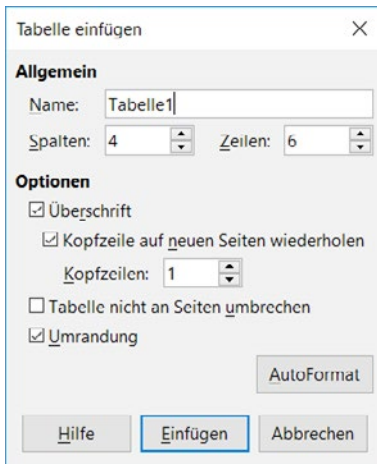 Tabelle einfügen
Allgemein
Name: Tabelle1
Spalten: 4 Zeilen: 6
Optionen
Überschrift
Kopfzeile auf neuen Seiten wiederholen
Kopfzeilen: 1
Tabelle nicht an Seiten umbrechen
Umrandung
AutoFormat
Hilfe Einfügen Abbrechen